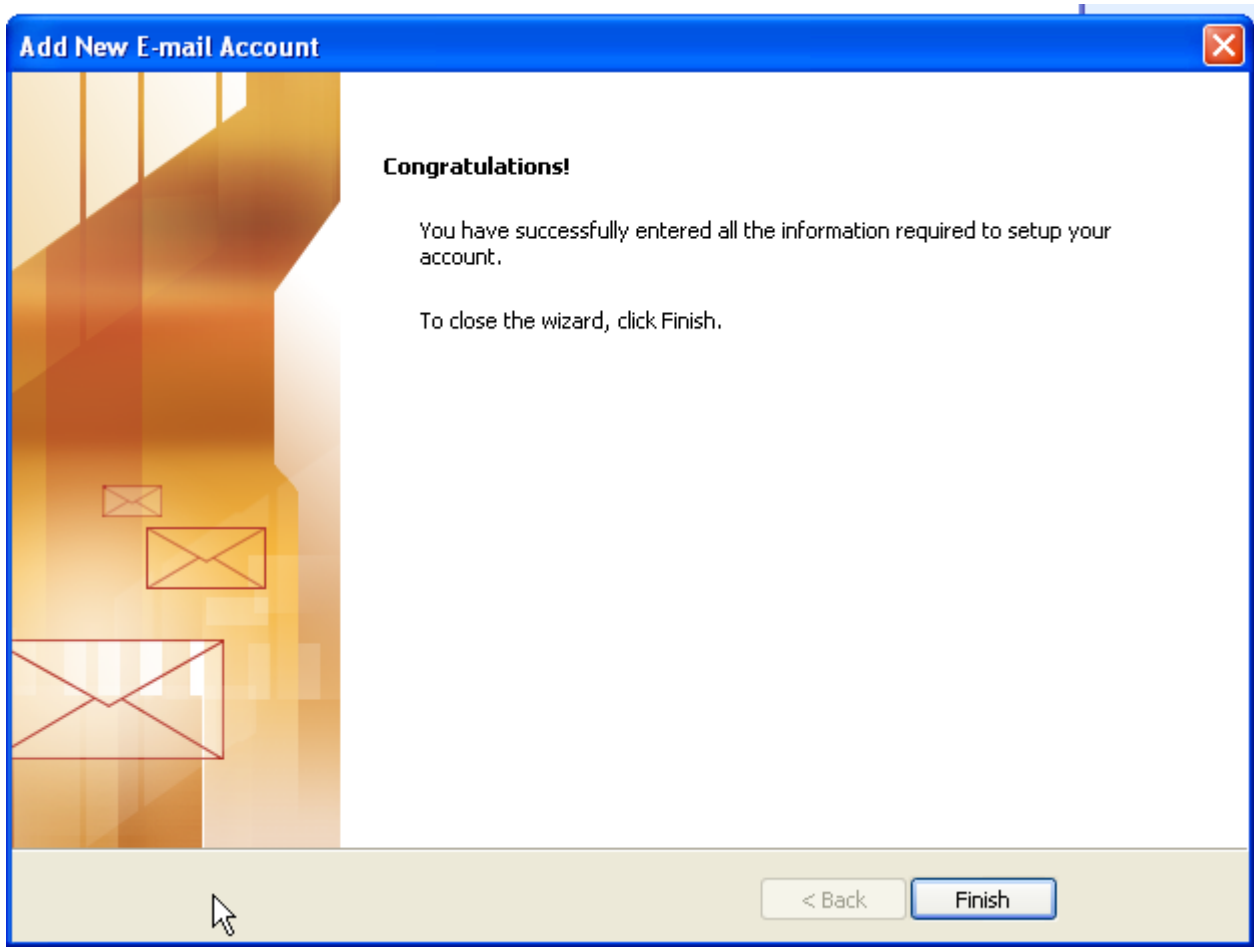 Add New E-mail Account
Congratulations!
You have successfully entered all the information required to setup your
account.
To close the wizard, click Finish.
< Back
Finish